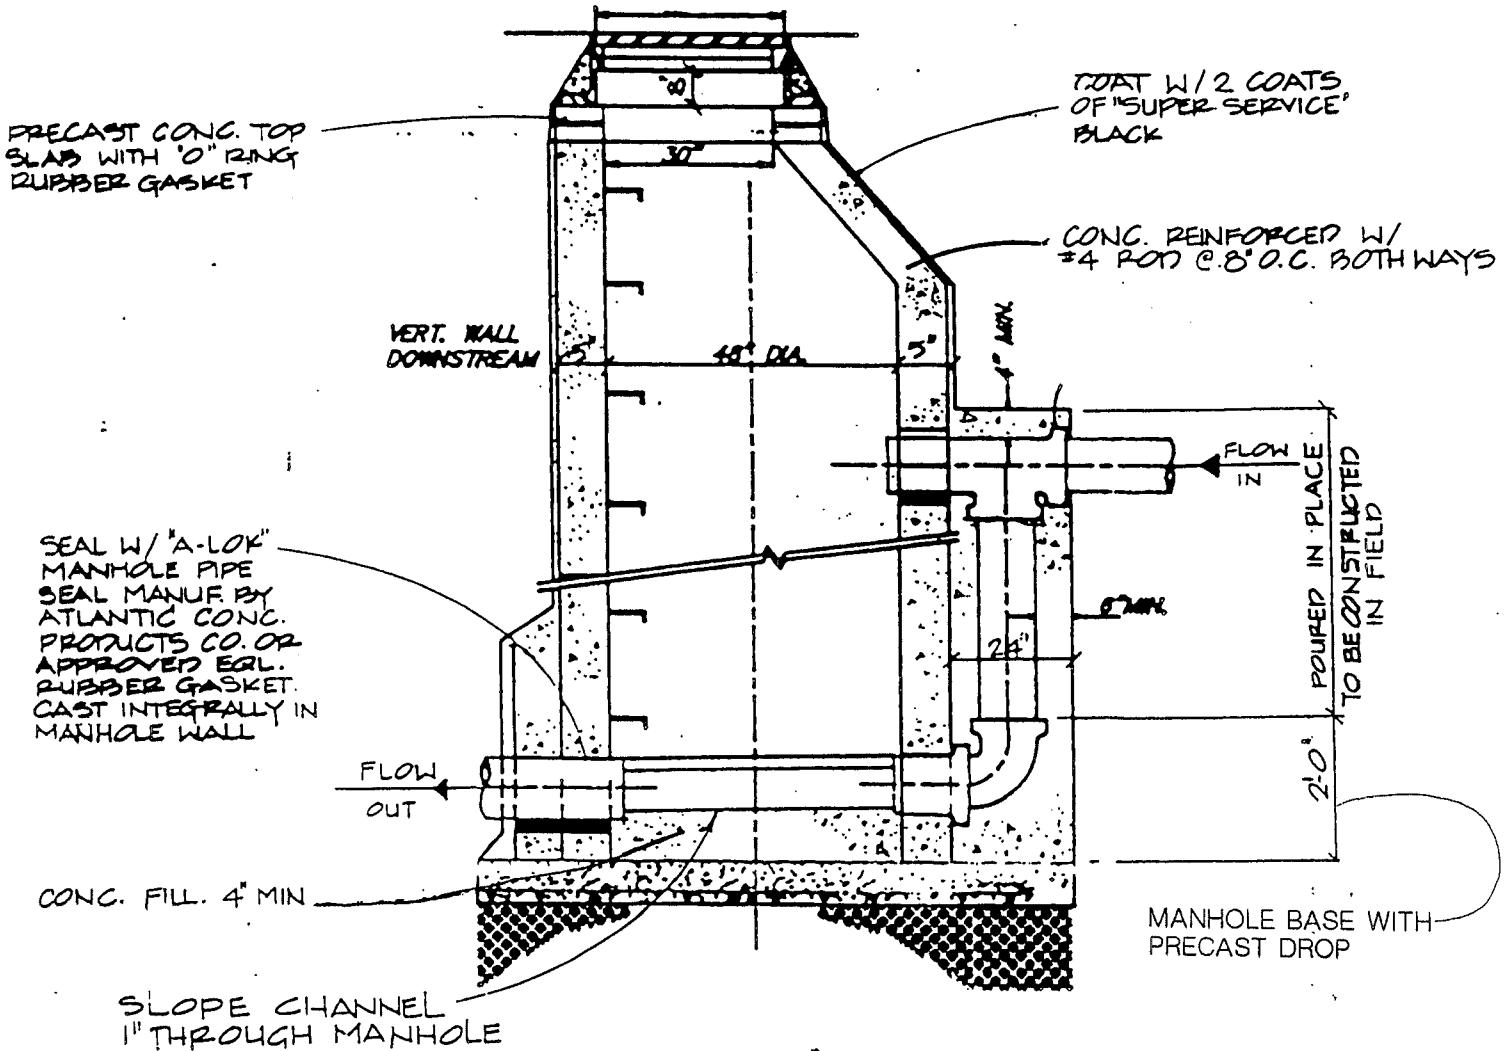 8"
COAT W/ 2 COATS
OF "SUPER SERVICE"
BLACK
PRECAST CONC. TOP
SLAB WITH "O" RING
RUBBER GASKET
30"
CONC. REINFORCED W/
#4 ROD @ 8" O.C. BOTH WAYS
VERT. WALL
DOWNSTREAM
5"
48" DIA.
5"
4" MIN.
FLOW
IN
POURED IN PLACE
TO BE CONSTRUCTED
IN FIELD
SEAL W/ "A-LOK"
MANHOLE PIPE
SEAL MANUF. BY
ATLANTIC CONC.
PRODUCTS CO. OR
APPROVED EQL.
RUBBER GASKET
CAST INTEGRALLY IN
MANHOLE WALL
MIN.
24"
FLOW
OUT
2'-0"
CONC. FILL. 4" MIN
MANHOLE BASE WITH
PRECAST DROP
SLOPE CHANNEL
1" THROUGH MANHOLE